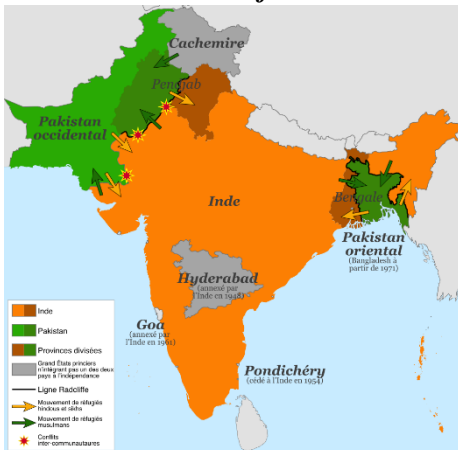 Cachemire
Penjab
Pakistan
occidental
Inde
Bengale
Pakistan
oriental
(Bangladesh à
partir de 1971)
Hyderabad
(annexé par
l'Inde en 1948)
Goa
(annexé par
l'Inde en 1961)
Pondichéry
(cédé à l'Inde en 1954)
Inde
Pakistan
Provinces divisées
Grand État princiers
n'intégrant pas un des deux
pays à l'indépendance
Ligne Radcliffe
Mouvement de réfugiés
hindous et sikhs
Mouvement de réfugiés
musulmans
Conflits
inter-communautaires